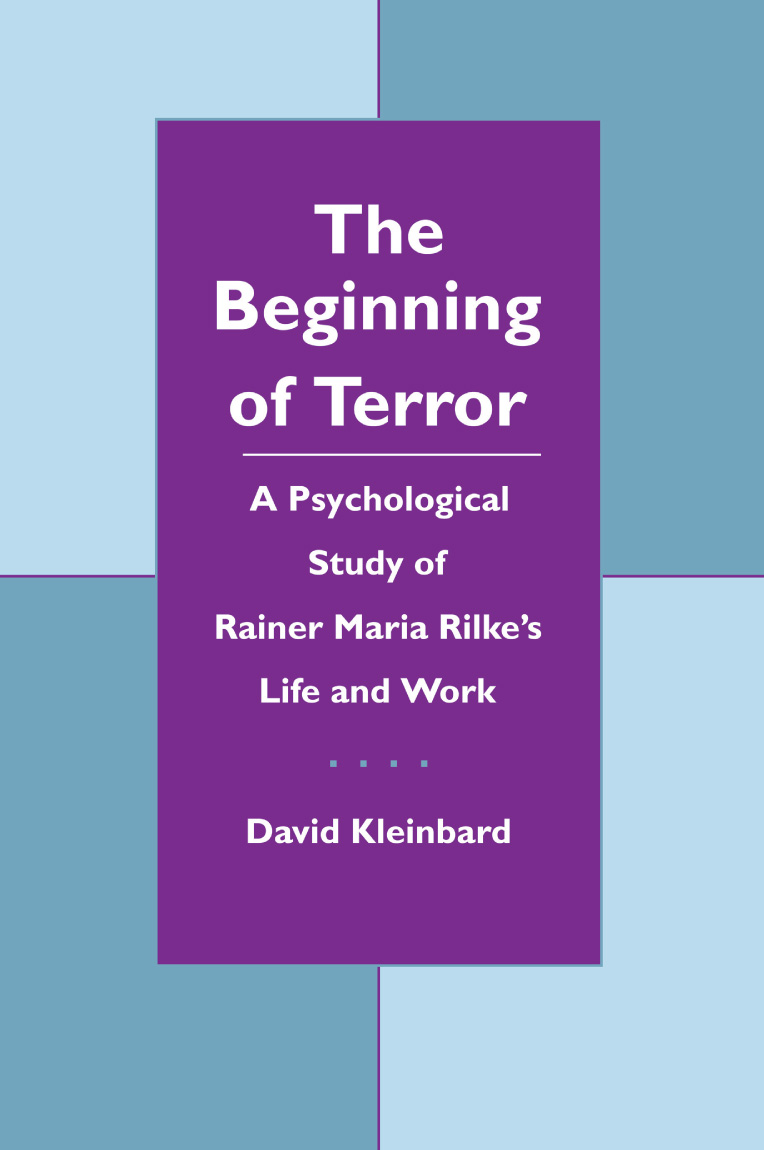 The
Beginning
of Terror
A Psychological
Study of
Rainer Maria Rilke’s
Life and Work
David Kleinbard